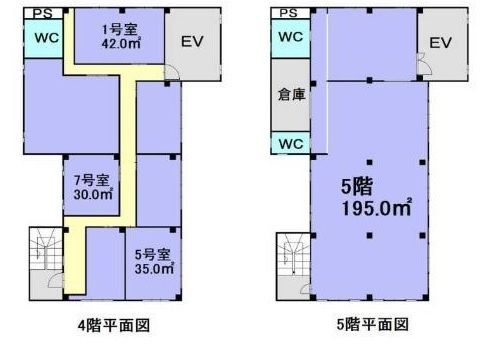 PS
WC
1号室
42.0㎡
EV
7号室
30.0㎡
5号室
35.0㎡
4階平面図
PS
WC
EV
倉庫
WC
5階
195.0㎡
5階平面図